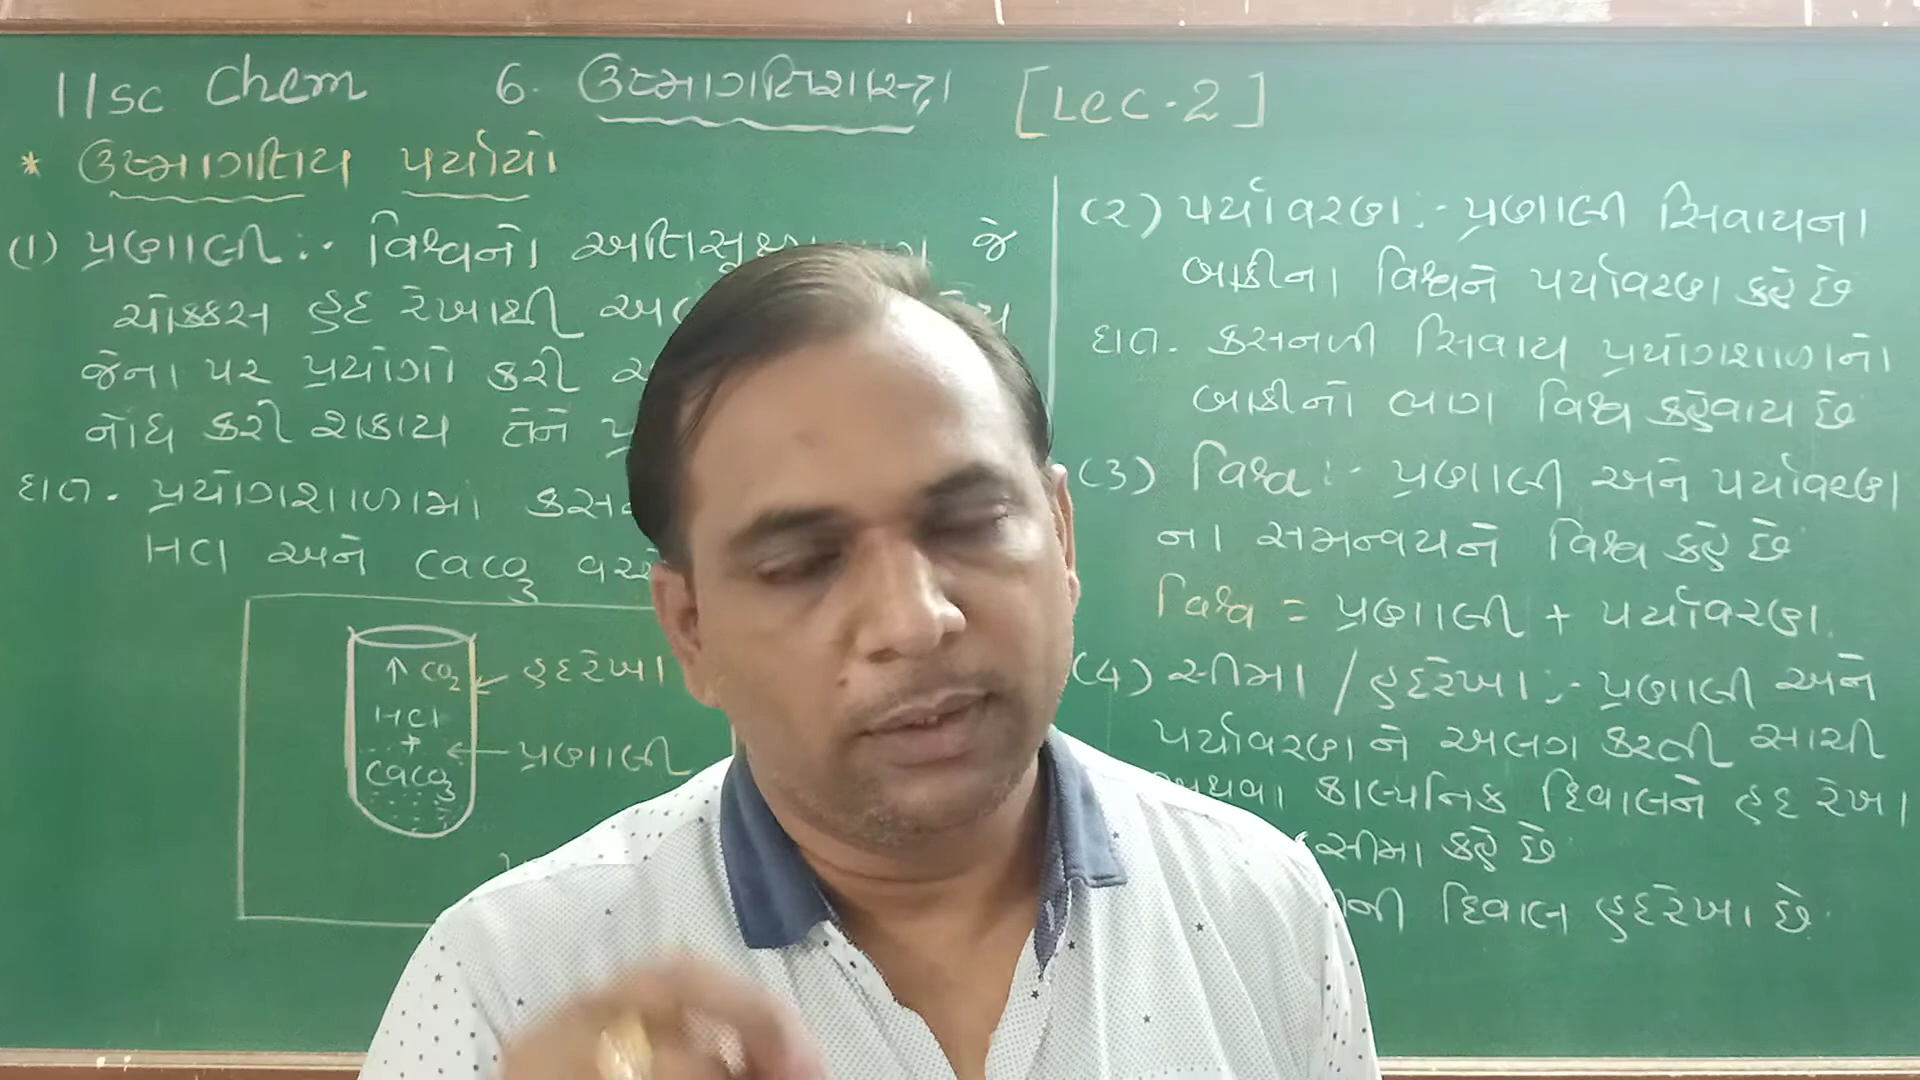 11sc Chem 6. ઉષ્માગતિશાસ્ત્ર [Lec-2]
* ઉષ્માગતિય પર્યાયો
(1) પ્રણાલી :- વિશ્વનો અતિસૂક્ષ્મ જે
ચોક્કસ હદ રેખાથી
જેના પર પ્રયોગો કરી
નોંધ કરી શકાય તેને
દા.ત. પ્રયોગશાળામાં
HCl અને CaCO3 વચ્ચે
↑ CO2 ← હદરેખા
HCl
+ ← પ્રણાલી
CaCO3
(૨) પર્યાવરણ :- પ્રણાલી સિવાયના
બાકીના વિશ્વને પર્યાવરણ કહે છે
દા.ત. કસનળી સિવાય પ્રયોગશાળાનો
બાકીનો ભાગ વિશ્વ કહેવાય છે
(3) વિશ્વ :- પ્રણાલી અને પર્યાવરણ
ના સમન્વયને વિશ્વ કહે છે
વિશ્વ = પ્રણાલી + પર્યાવરણ.
(4) સીમા / હદરેખા :- પ્રણાલી અને
પર્યાવરણ ને અલગ કરતી સાચી
અથવા કાલ્પનિક દિવાલને હદ રેખા
સીમા કહે છે
દિવાલ હદરેખા છે.